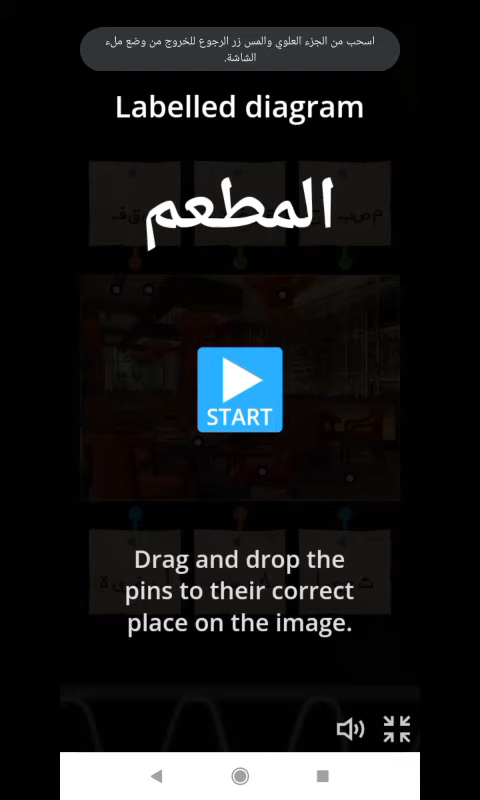 اسحب من الجزء العلوي والمس زر الرجوع للخروج من وضع ملء
الشاشة.
Labelled diagram
المطعم
START
Drag and drop the
pins to their correct
place on the image.